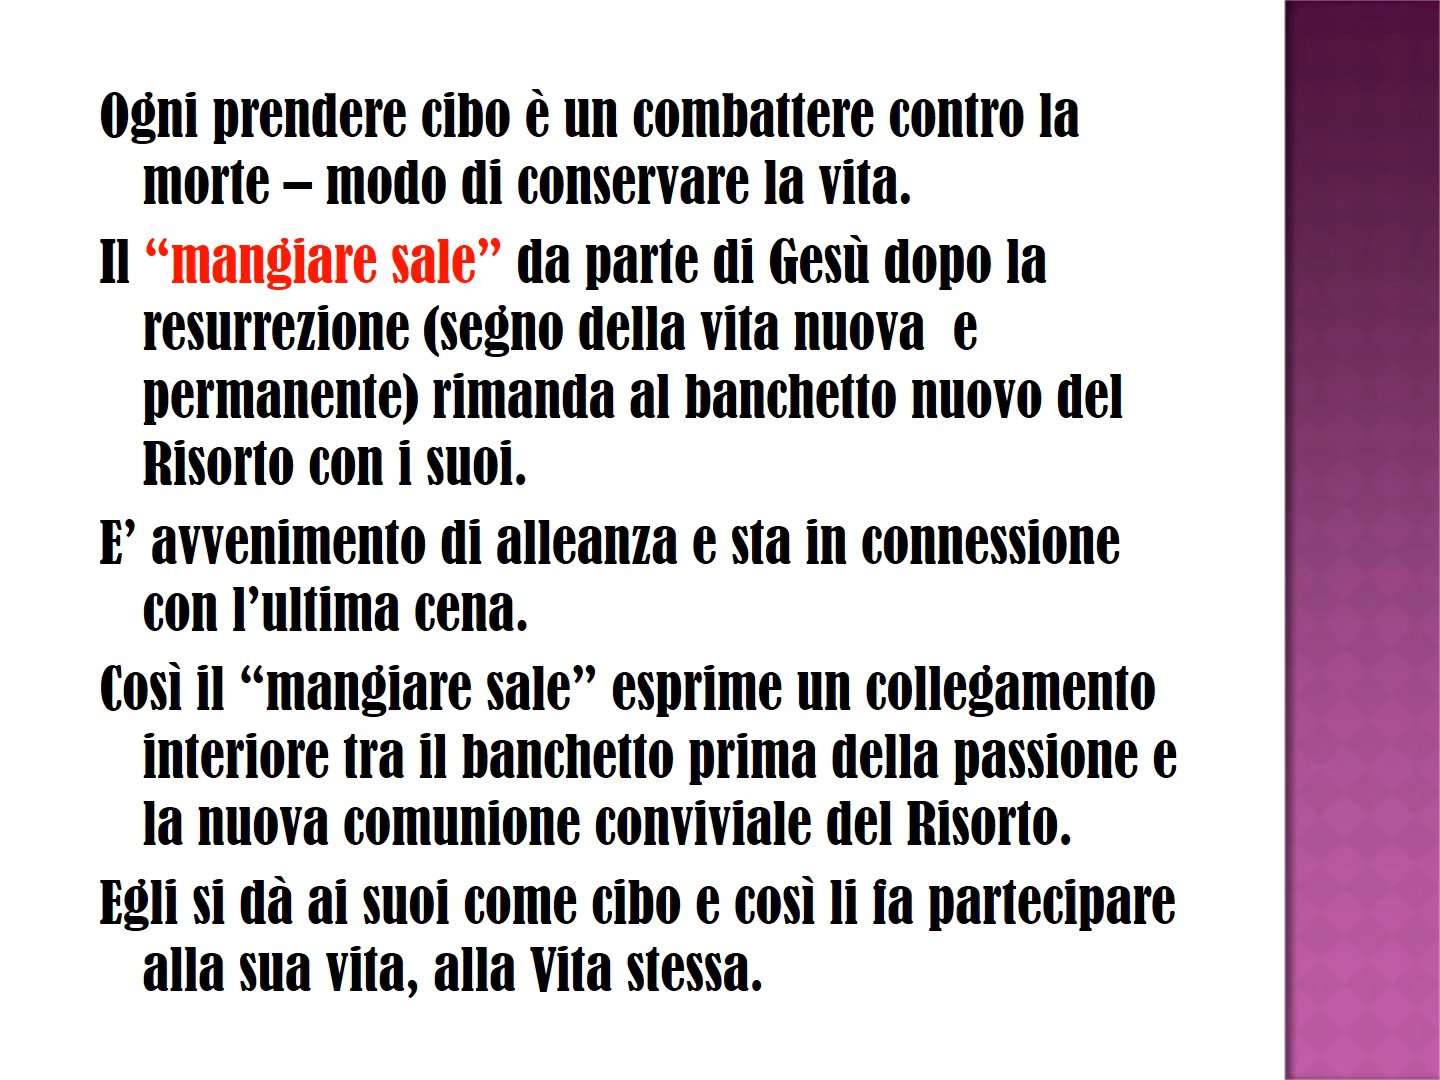 Ogni prendere cibo è un combattere contro la
morte – modo di conservare la vita.
Il “mangiare sale” da parte di Gesù dopo la
resurrezione (segno della vita nuova  e
permanente) rimanda al banchetto nuovo del
Risorto con i suoi.
E’ avvenimento di alleanza e sta in connessione
con l’ultima cena.
Così il “mangiare sale” esprime un collegamento
interiore tra il banchetto prima della passione e
la nuova comunione conviviale del Risorto.
Egli si dà ai suoi come cibo e così li fa partecipare
alla sua vita, alla Vita stessa.